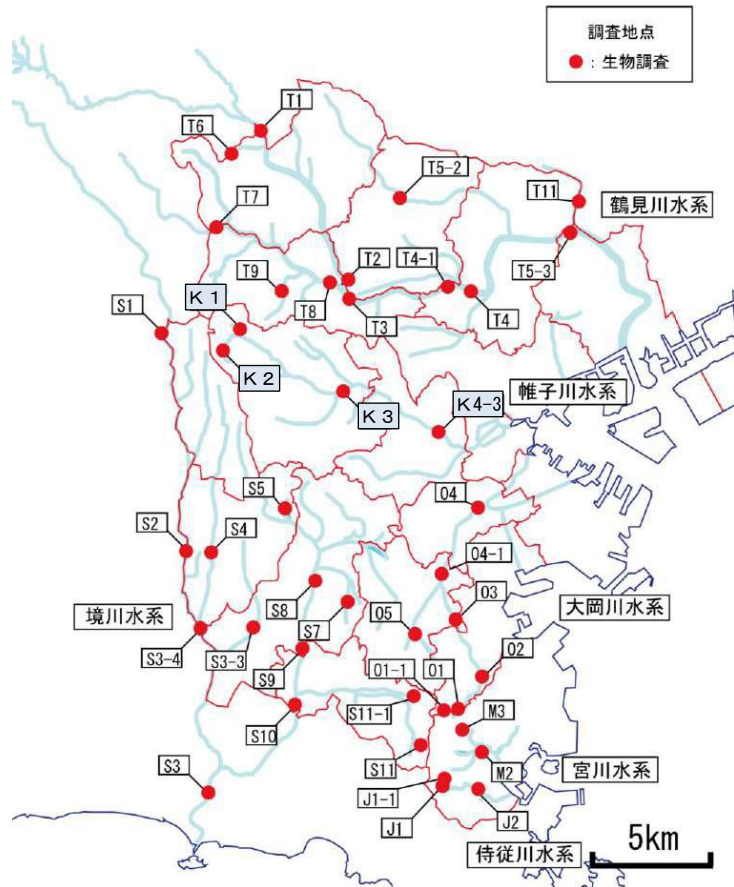 調査地点
●：生物調査
T1
T6
T5-2
T11
鶴見川水系
T7
T5-3
T9
T2
T4-1
K1
T8
T3
T4
S1
K2
帷子川水系
K3
K4-3
S5
O4
S2
S4
O4-1
O3
大岡川水系
境川水系
S8
O5
S7
S3-4
S3-3
S9
O1-1
O1
O2
S11-1
M3
S10
S11
M2
宮川水系
S3
J1-1
J1
J2
侍従川水系
5km